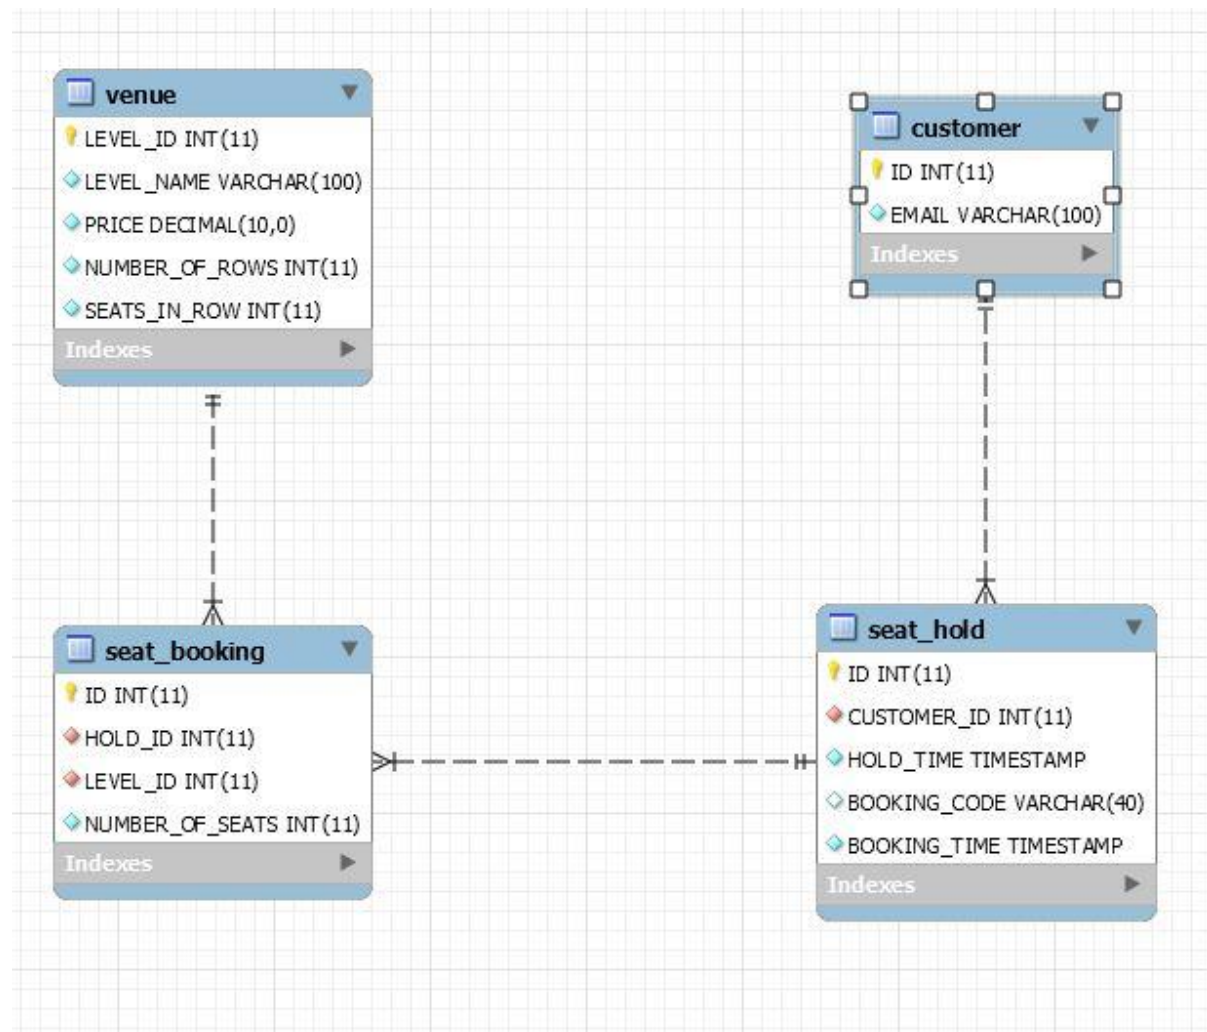 venue
LEVEL_ID INT(11)
LEVEL_NAME VARCHAR(100)
PRICE DECIMAL(10,0)
NUMBER_OF_ROWS INT(11)
SEATS_IN_ROW INT(11)
Indexes
customer
ID INT(11)
EMAIL VARCHAR(100)
Indexes
seat_booking
ID INT(11)
HOLD_ID INT(11)
LEVEL_ID INT(11)
NUMBER_OF_SEATS INT(11)
Indexes
seat_hold
ID INT(11)
CUSTOMER_ID INT(11)
HOLD_TIME TIMESTAMP
BOOKING_CODE VARCHAR(40)
BOOKING_TIME TIMESTAMP
Indexes